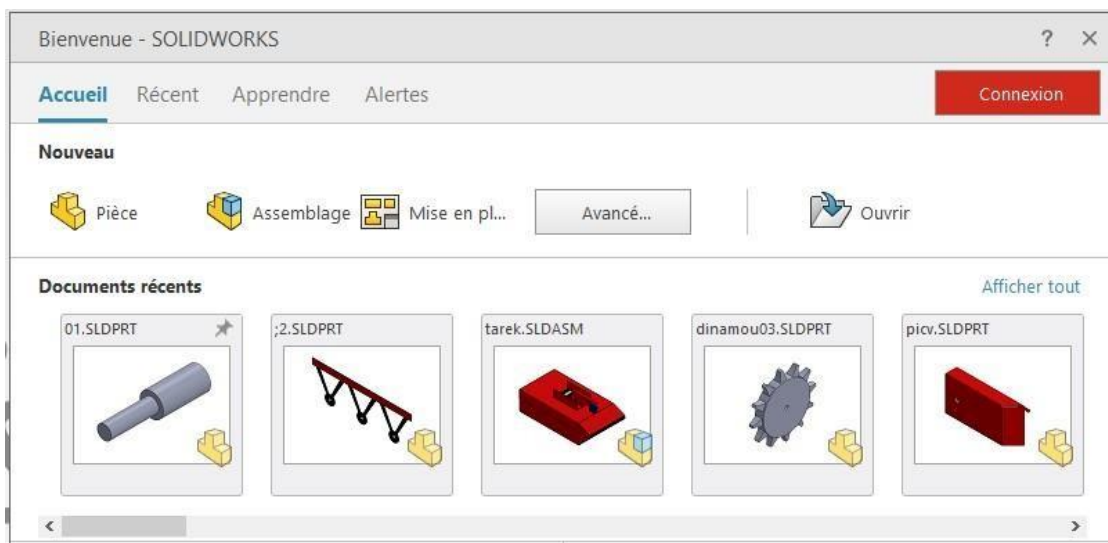 Bienvenue - SOLIDWORKS ? ×
Accueil Récent Apprendre Alertes Connexion
Nouveau
Pièce Assemblage Mise en pl... Avancé... Ouvrir
Documents récents Afficher tout
01.SLDPRT ;2.SLDPRT tarek.SLDASM dinamou03.SLDPRT picv.SLDPRT